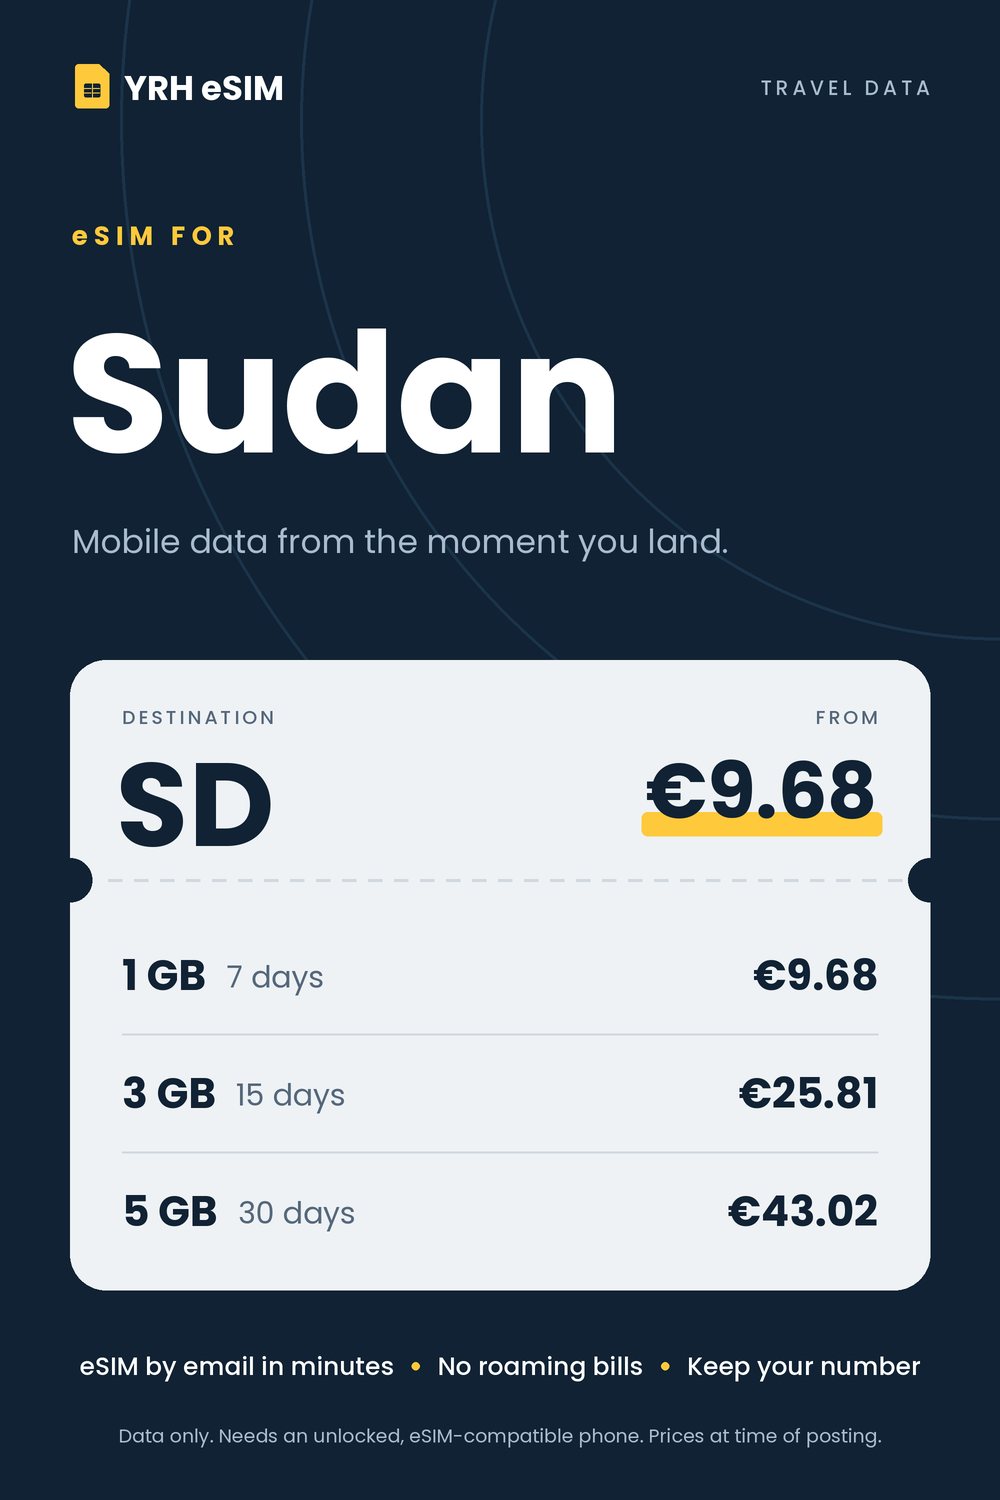 YRH eSIM
TRAVEL DATA
eSIM FOR
Sudan
Mobile data from the moment you land.
DESTINATION
FROM
SD
€9.68
1 GB 7 days €9.68
3 GB 15 days €25.81
5 GB 30 days €43.02
eSIM by email in minutes • No roaming bills • Keep your number
Data only. Needs an unlocked, eSIM-compatible phone. Prices at time of posting.